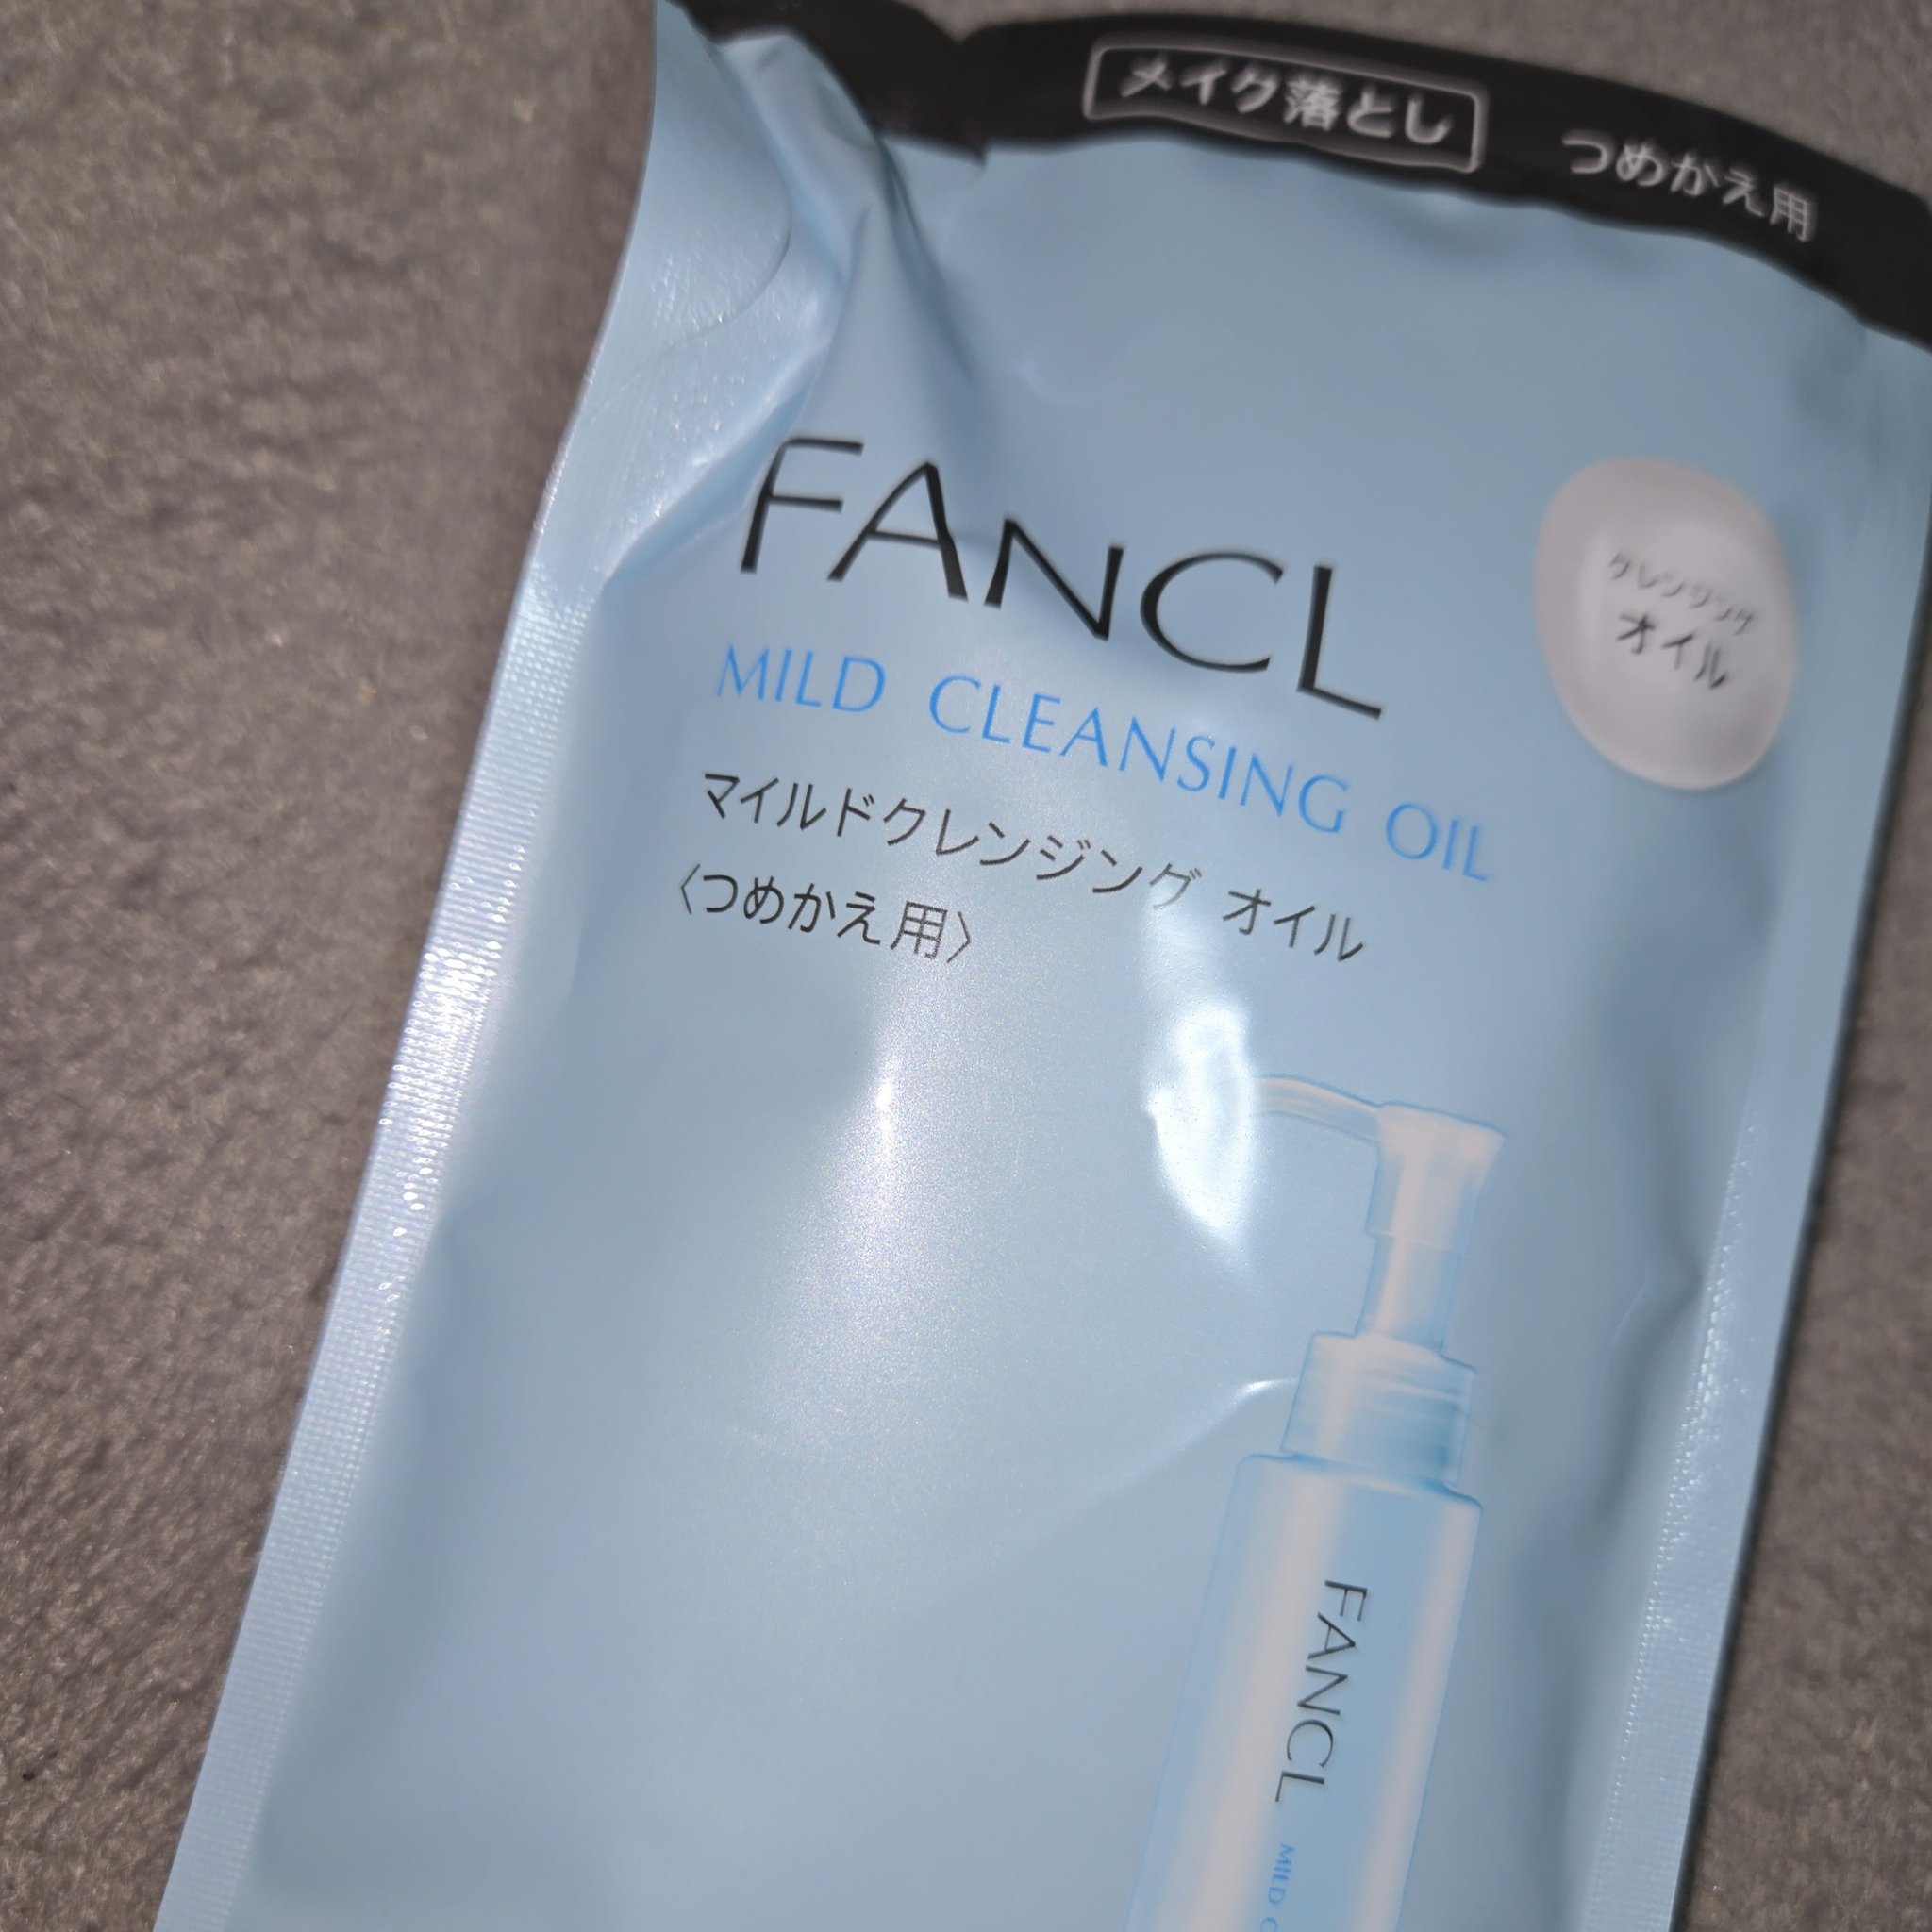 メイク落とし つめかえ用
FANCL
クレンジング
オイル
MILD CLEANSING OIL
マイルドクレンジング オイル
〈つめかえ用〉
FANCL
MILD